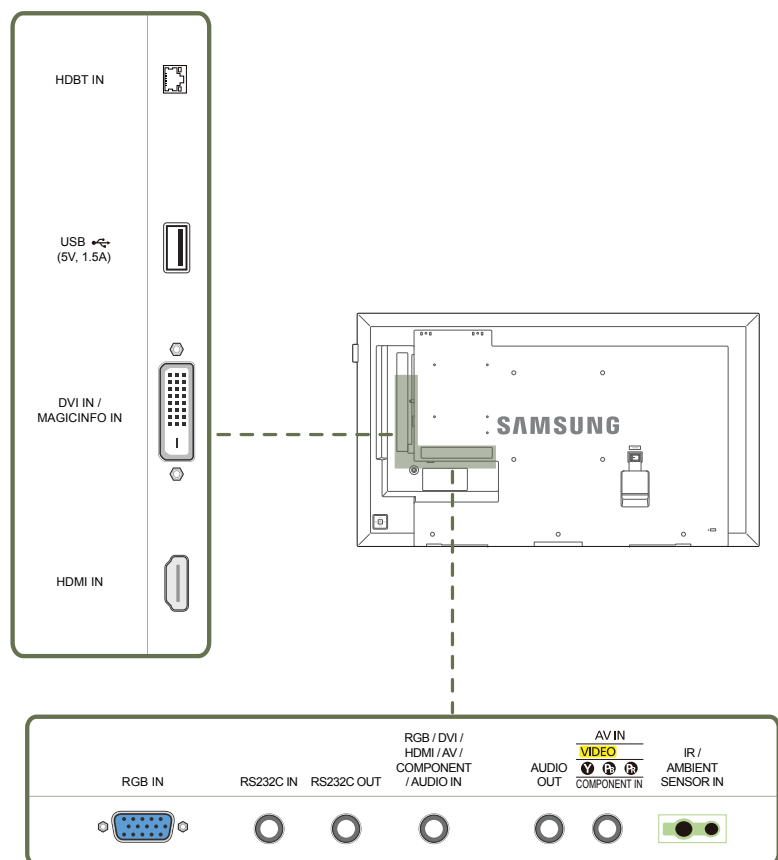 HDBT IN
USB
(5V, 1.5A)
DVI IN /
MAGICINFO IN
HDMI IN
SAMSUNG
RGB IN
RS232C IN
RS232C OUT
RGB / DVI /
HDMI / AV /
COMPONENT
/ AUDIO IN
AUDIO
OUT
AV IN
VIDEO
Y PB PR
COMPONENT IN
IR /
AMBIENT
SENSOR IN